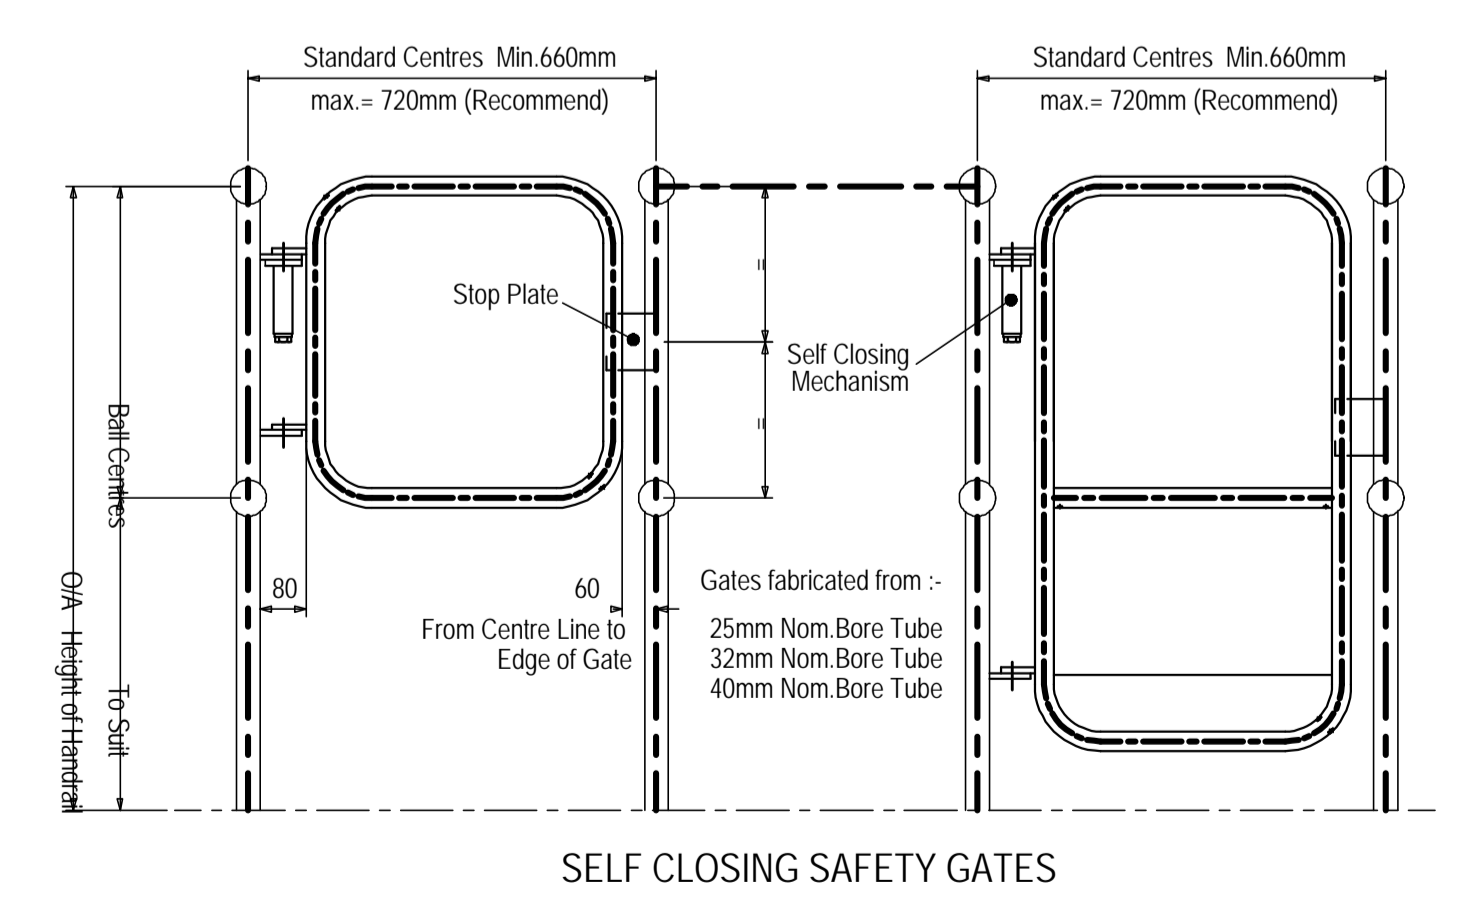 Standard Centres Min.660mm
max.= 720mm (Recommend)
Standard Centres Min.660mm
max.= 720mm (Recommend)
Stop Plate
=
=
Self Closing
Mechanism
Ball Centres
To Suit
O/A Height of Handrail
80
60
From Centre Line to
Edge of Gate
Gates fabricated from :-
25mm Nom.Bore Tube
32mm Nom.Bore Tube
40mm Nom.Bore Tube
SELF CLOSING SAFETY GATES